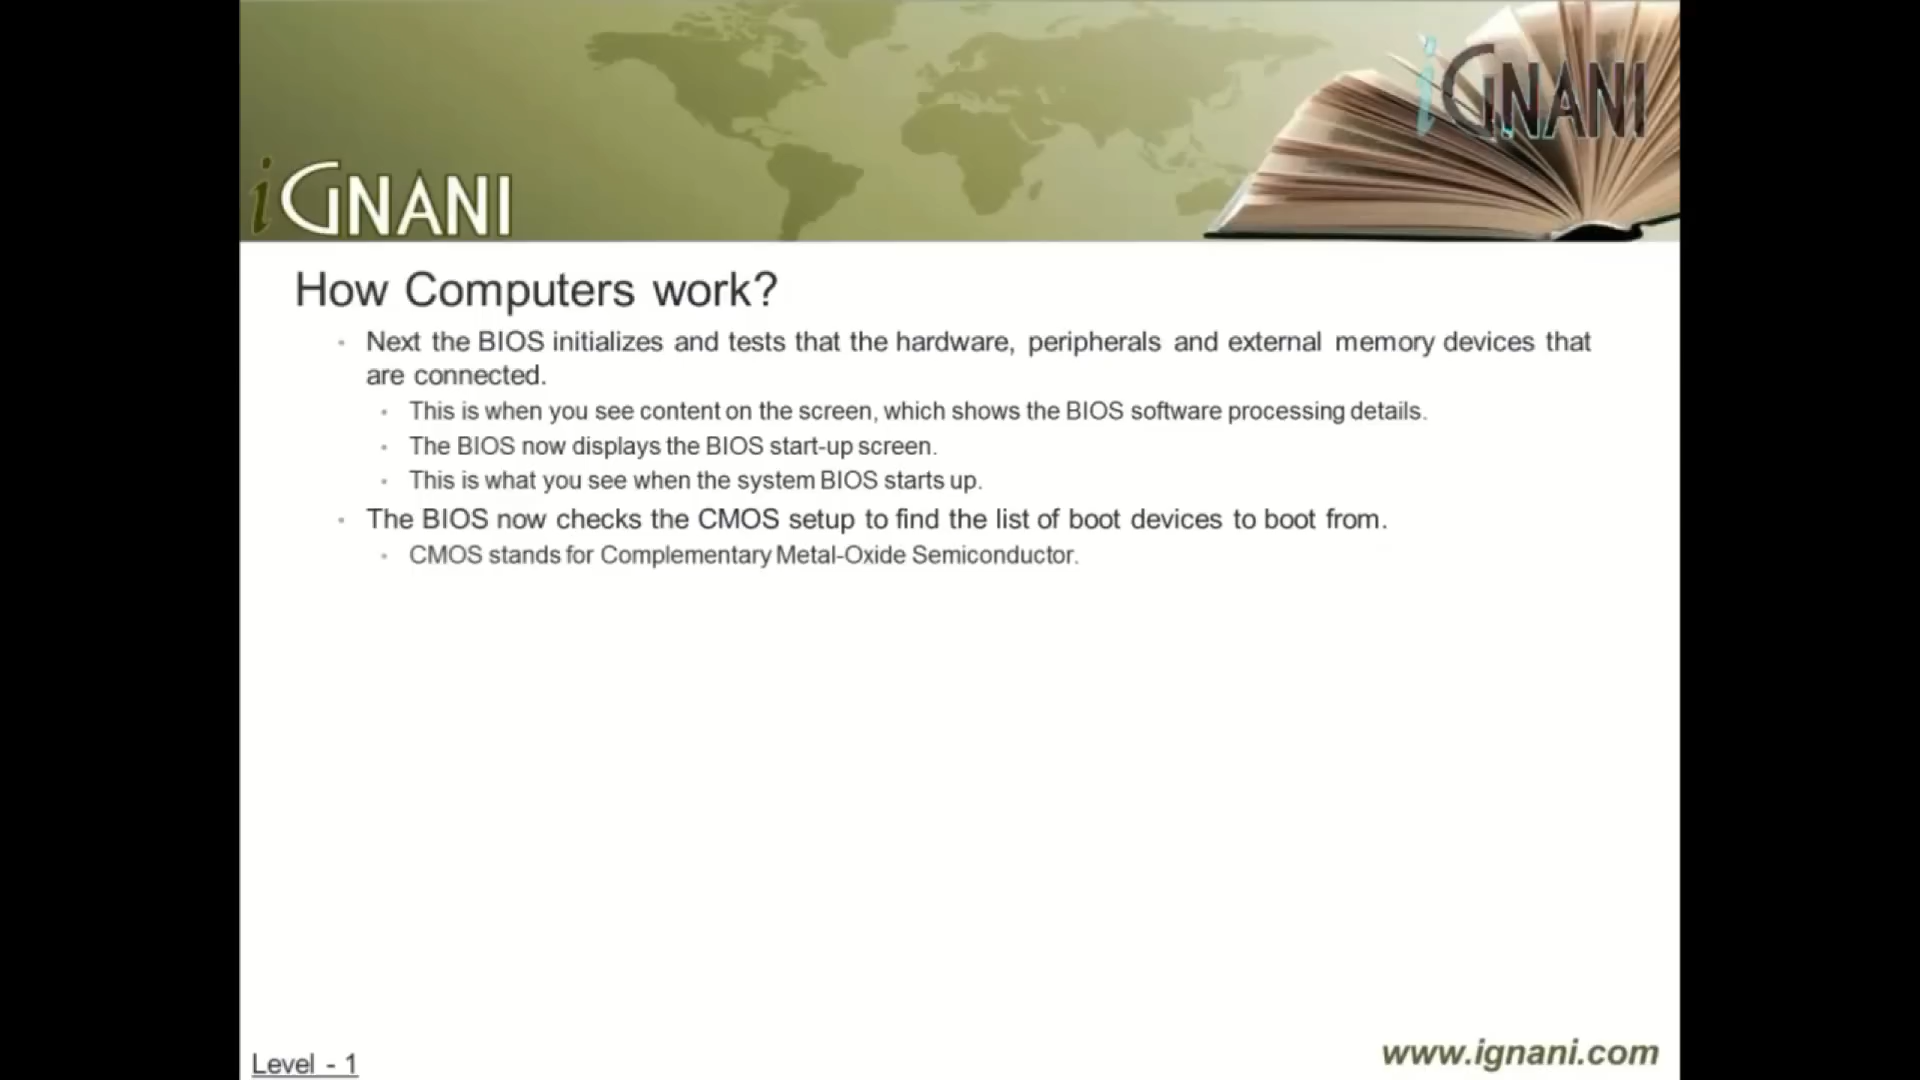 iGNANI
iGNANI
How Computers work?
Next the BIOS initializes and tests that the hardware, peripherals and external memory devices that
are connected.
This is when you see content on the screen, which shows the BIOS software processing details.
The BIOS now displays the BIOS start-up screen.
This is what you see when the system BIOS starts up.
The BIOS now checks the CMOS setup to find the list of boot devices to boot from.
CMOS stands for Complementary Metal-Oxide Semiconductor.
Level - 1
www.ignani.com